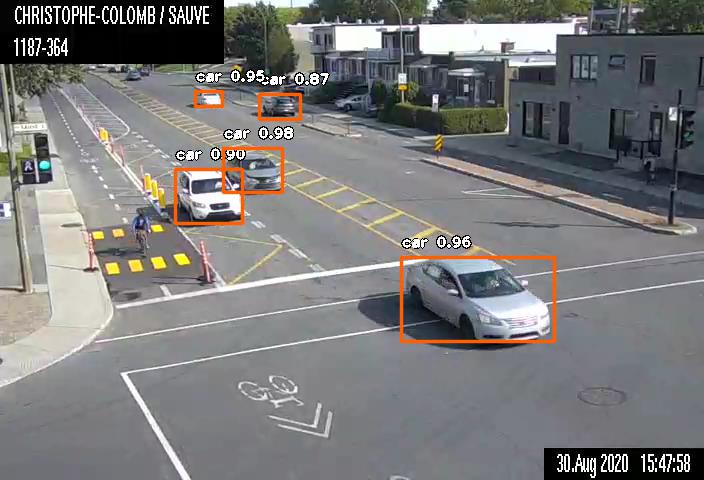 CHRISTOPHE-COLOMB / SAUVE
1187-364
car 0.95
car 0.87
car 0.98
car 0.90
car 0.96
30.Aug 2020 15:47:58